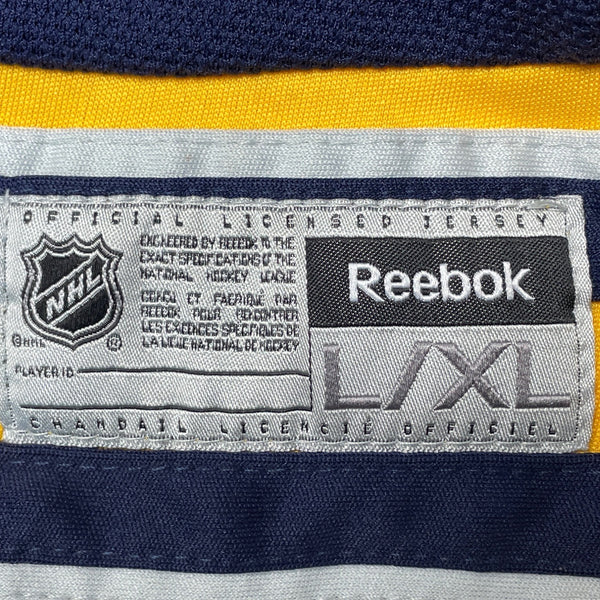 OFFICIAL LICENSED JERSEY
NHL
©NHL ®
ENGINEERED BY REEBOK TO THE
EXACT SPECIFICATIONS OF THE
NATIONAL HOCKEY LEAGUE
CONÇU ET FABRIQUÉ PAR
REEBOK POUR RENCONTRER
LES EXIGENCES SPÉCIFIQUES DE
LA LIGUE NATIONAL DE HOCKEY
PLAYER ID
Reebok
L/XL
CHANDAIL LICENCIÉ OFFICIEL